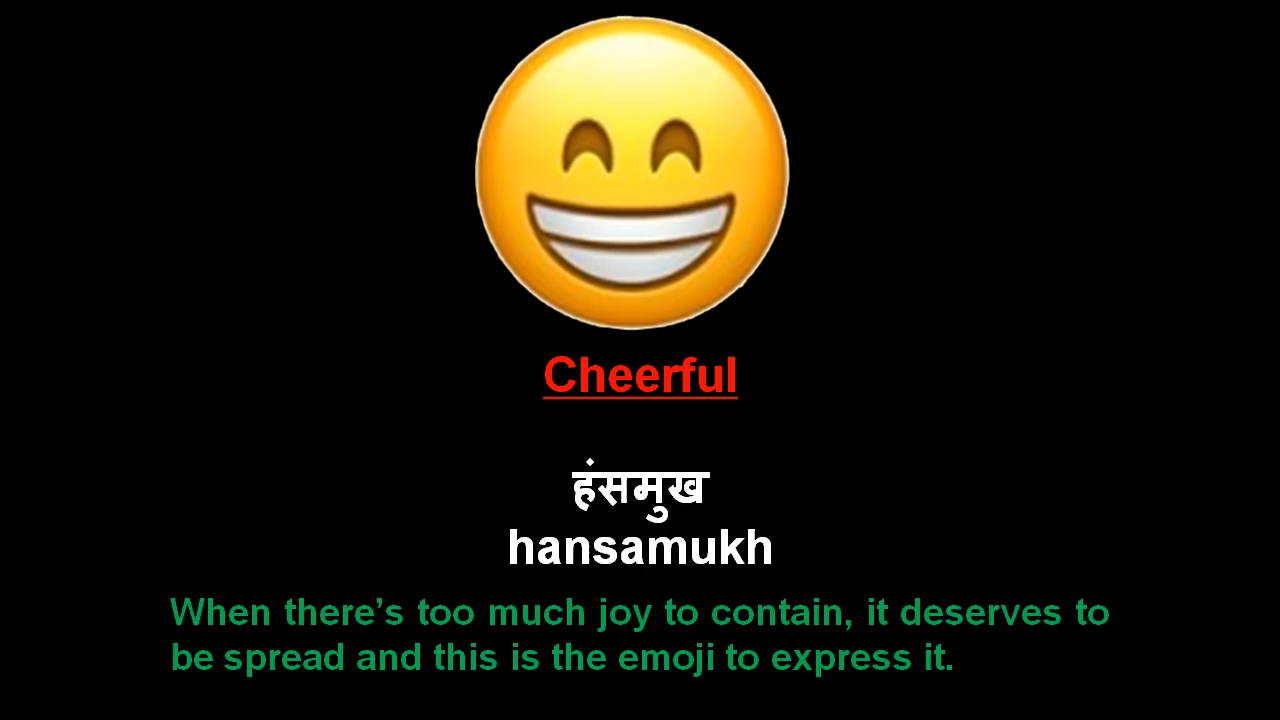 Cheerful
हंसमुख
hansamukh
When there’s too much joy to contain, it deserves to
be spread and this is the emoji to express it.